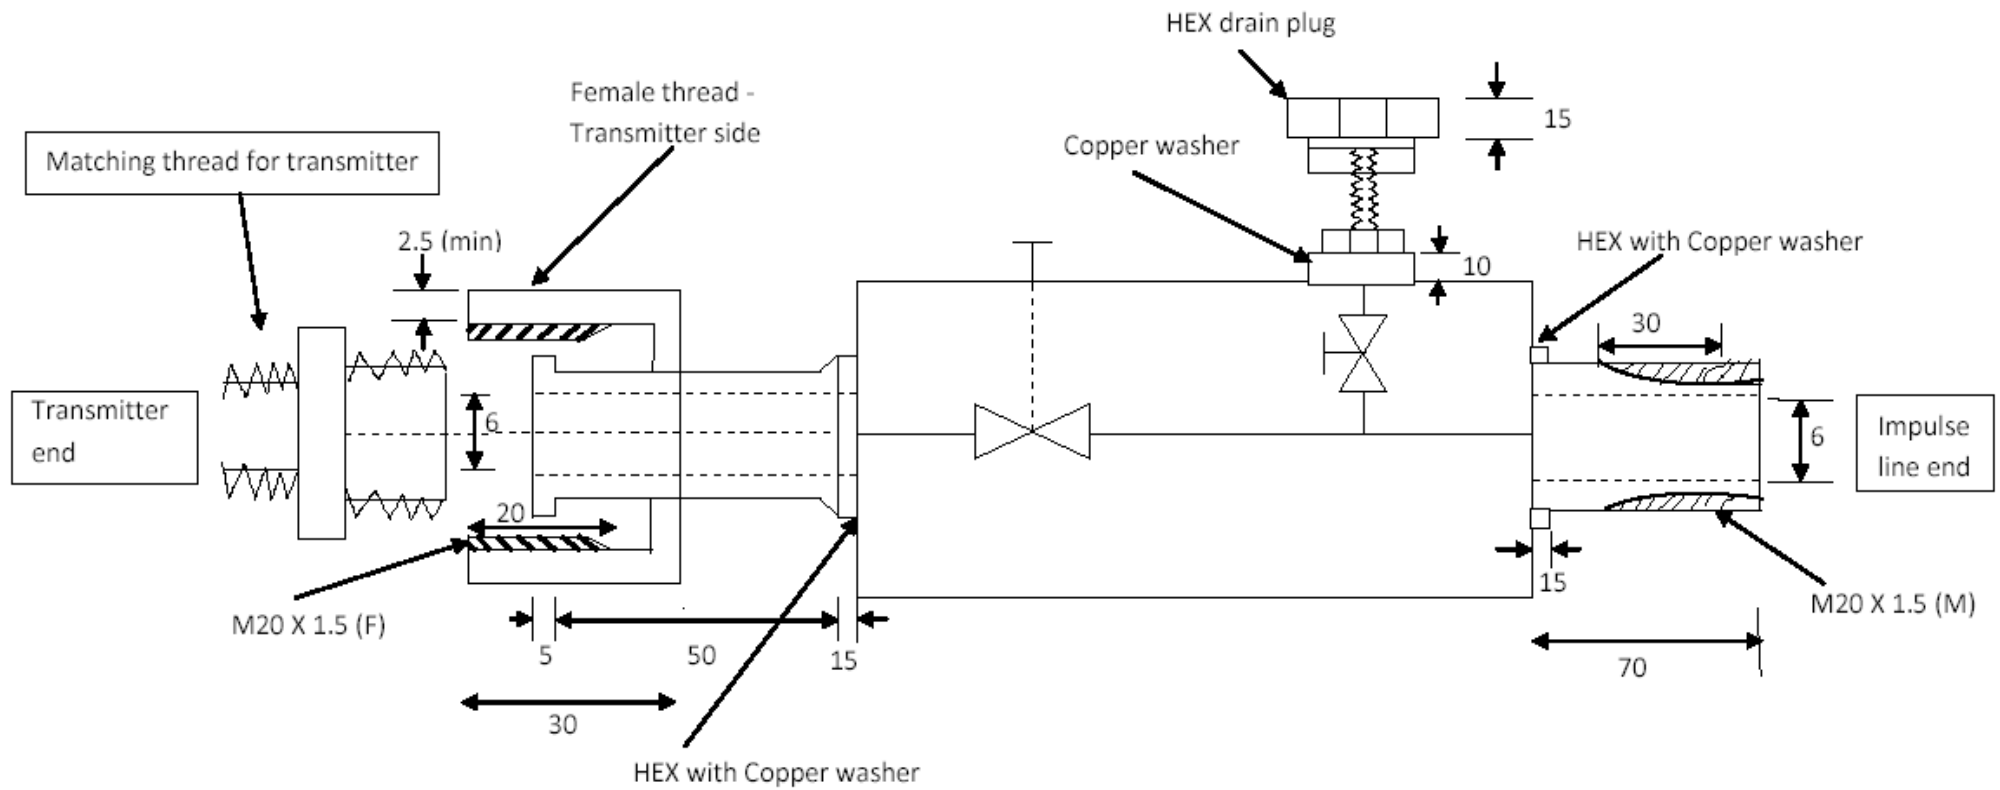 HEX drain plug
Female thread -
Transmitter side
15
Copper washer
Matching thread for transmitter
2.5 (min)
HEX with Copper washer
10
30
Transmitter
end
6
6
Impulse
line end
20
15
M20 X 1.5 (F)
M20 X 1.5 (M)
5
50
15
70
30
HEX with Copper washer